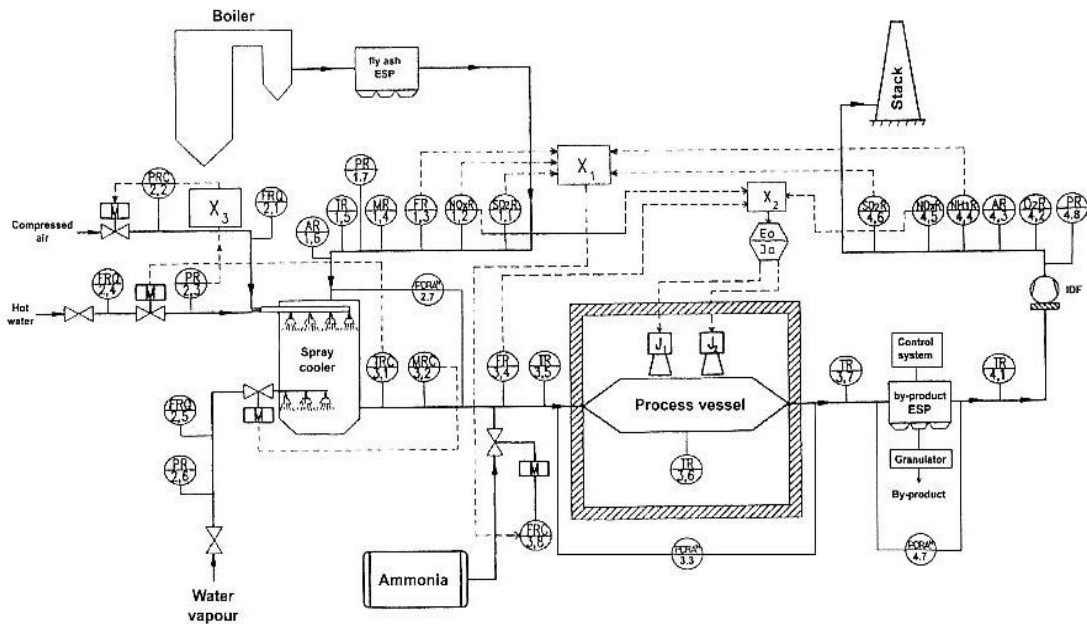 Boiler
fly ash
ESP
Stack
X1
X2
X3
PR
1,7
TR
1,5
MR
1,4
FR
1,3
NOxR
1,2
SO2R
1,1
AR
1,6
PRC
2,2
FRQ
2,1
M
Compressed
air
SO2R
4,6
NOxR
4,5
NH3R
4,4
AR
4,3
O2R
4,2
PR
4,8
Eo
Jo
Hot
water
FRQ
2,4
M
PR
2,3
PDRAH
2.7
IDF
Spray
cooler
TRC
3,1
MRC
3,2
FR
3,4
TR
3,5
J1
J2
Process vessel
TR
3,6
TR
3,7
Control
system
by-product
ESP
TR
4,1
Granulator
By-product
FRQ
2,5
M
PR
2,6
M
FRC
3,8
PDRAH
3.3
PDRAH
4.7
Ammonia
Water
vapour